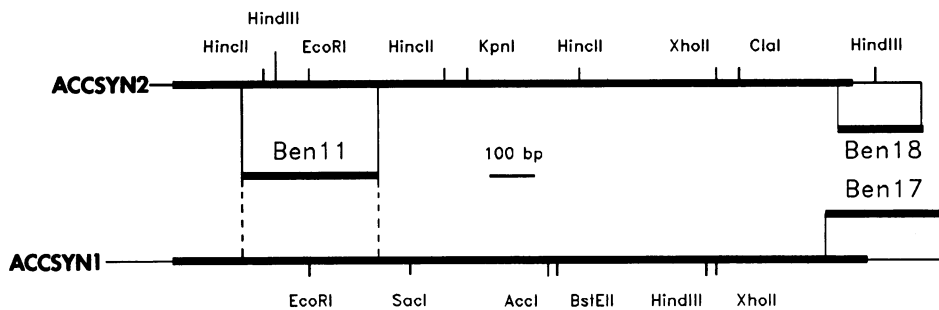 HindIII
HincII EcoRI HincII KpnI HincII XhoII ClaI HindIII
ACCSYN2
Ben11 100 bp Ben18
Ben17
ACCSYN1
EcoRI SacI AccI BstEII HindIII XhoII